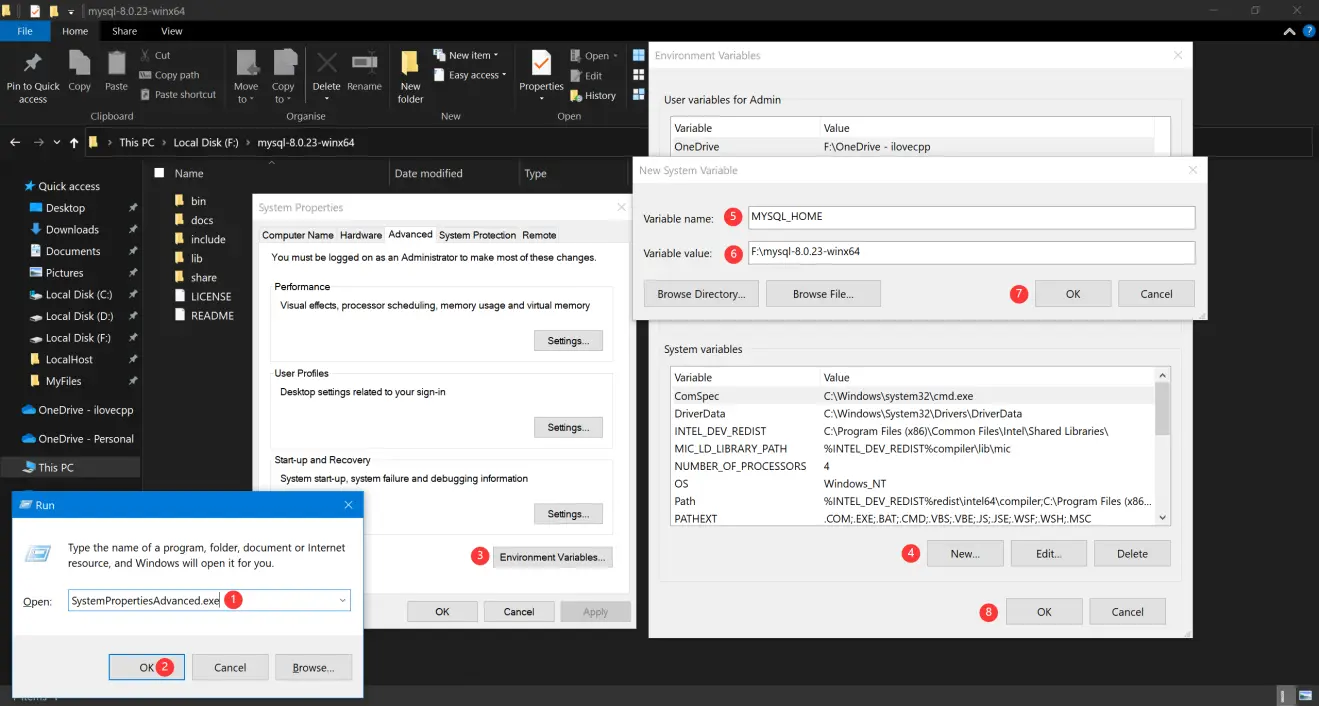 mysql-8.0.23-winx64
File Home Share View
Pin to Quick access
Copy
Paste
Cut
Copy path
Paste shortcut
Clipboard
Move to
Copy to
Delete
Rename
Organise
New folder
New item
Easy access
New
Properties
Open
Edit
History
Open
This PC > Local Disk (F:) > mysql-8.0.23-winx64
Quick access
Desktop
Downloads
Documents
Pictures
Local Disk (C:)
Local Disk (D:)
Local Disk (F:)
LocalHost
MyFiles
OneDrive - ilovecpp
OneDrive - Personal
This PC
Name Date modified Type
bin
docs
include
lib
share
LICENSE
README
System Properties
Computer Name Hardware Advanced System Protection Remote
You must be logged on as an Administrator to make most of these changes.
Performance
Visual effects, processor scheduling, memory usage and virtual memory
Settings...
User Profiles
Desktop settings related to your sign-in
Settings...
Start-up and Recovery
System start-up, system failure and debugging information
Settings...
3 Environment Variables...
OK Cancel Apply
Run
Type the name of a program, folder, document or Internet
resource, and Windows will open it for you.
Open: SystemPropertiesAdvanced.exe 1
OK 2 Cancel Browse...
Environment Variables
User variables for Admin
Variable Value
OneDrive F:\OneDrive - ilovecpp
New System Variable
Variable name: 5 MYSQL_HOME
Variable value: 6 F:\mysql-8.0.23-winx64
Browse Directory... Browse File... 7 OK Cancel
System variables
Variable Value
ComSpec C:\Windows\system32\cmd.exe
DriverData C:\Windows\System32\Drivers\DriverData
INTEL_DEV_REDIST C:\Program Files (x86)\Common Files\Intel\Shared Libraries\
MIC_LD_LIBRARY_PATH %INTEL_DEV_REDIST%compiler\lib\mic
NUMBER_OF_PROCESSORS 4
OS Windows_NT
Path %INTEL_DEV_REDIST%redist\intel64\compiler;C:\Program Files (x86...
PATHEXT .COM;.EXE;.BAT;.CMD;.VBS;.VBE;.JS;.JSE;.WSF;.WSH;.MSC
4 New... Edit... Delete
8 OK Cancel